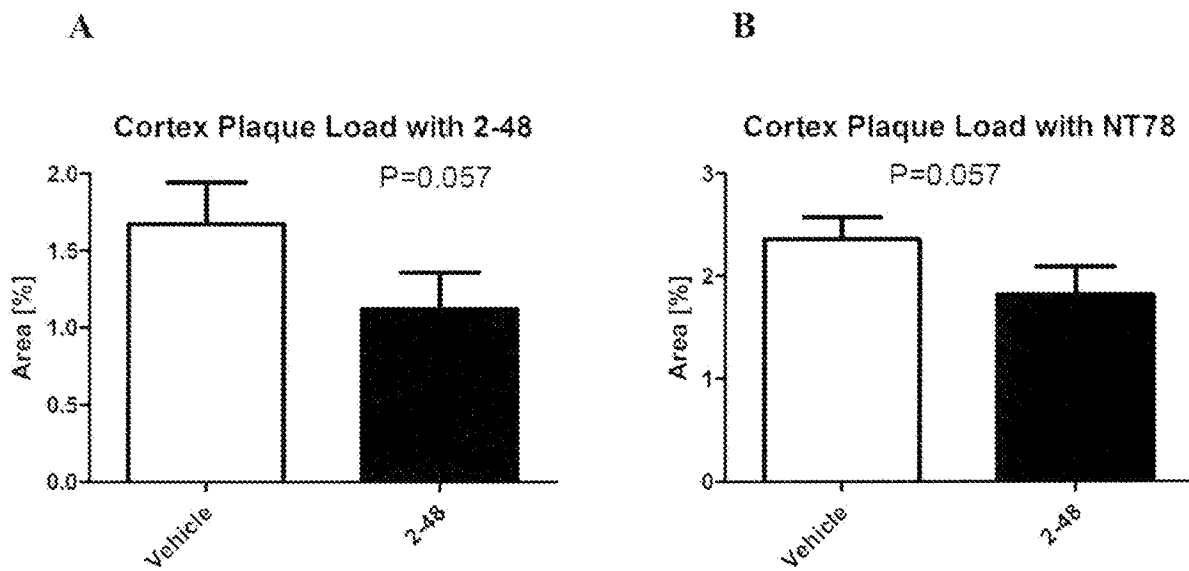 A
Cortex Plaque Load with 2-48
P=0.057
Area [%]
2.0
1.5
1.0
0.5
0.0
Vehicle
2-48
B
Cortex Plaque Load with NT78
P=0.057
Area [%]
3
2
1
0
Vehicle
2-48